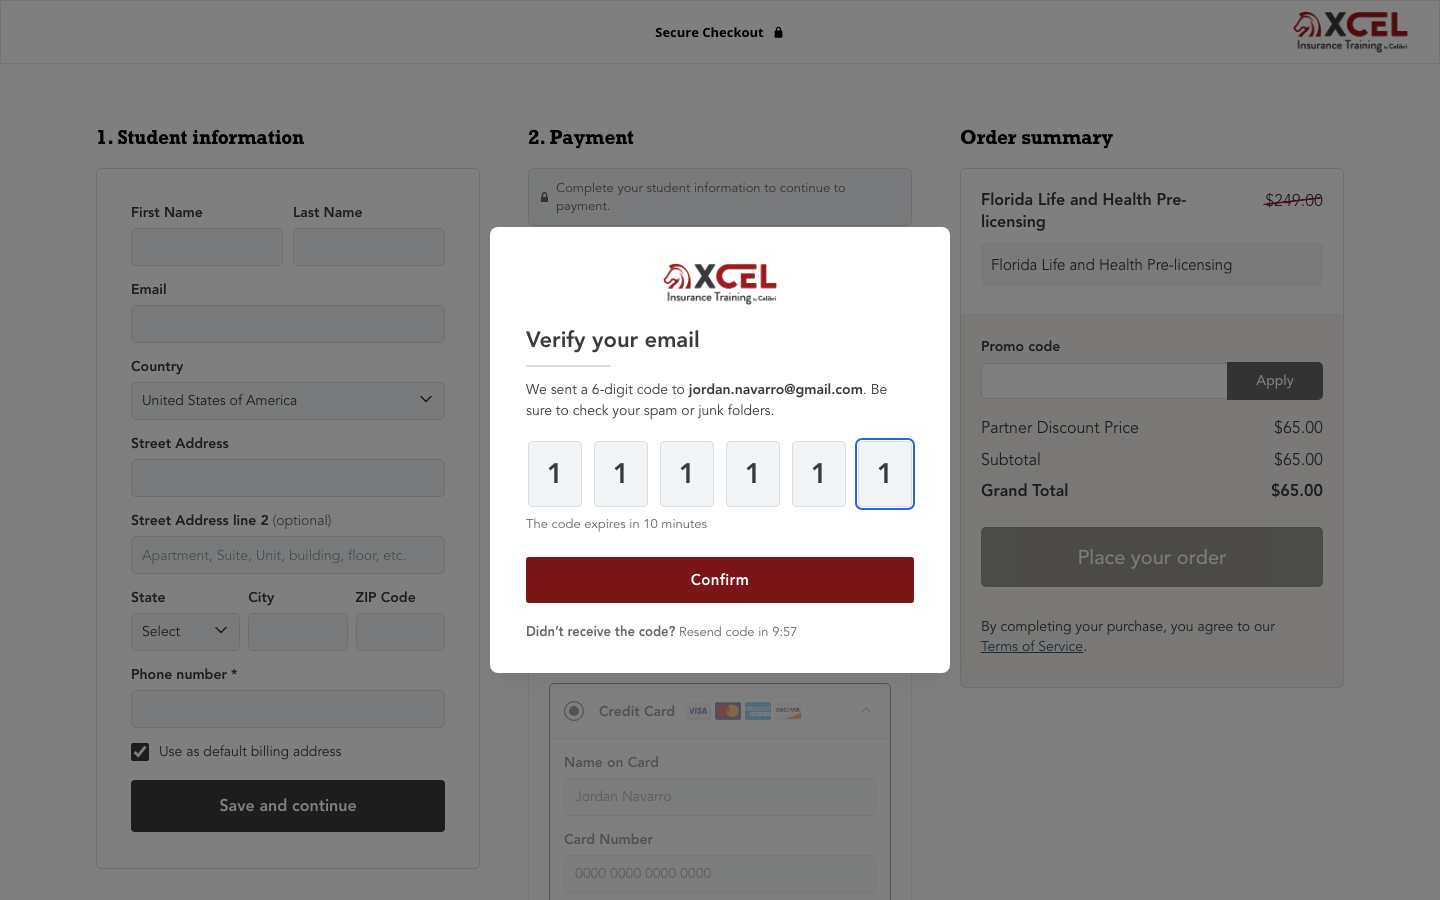 Secure Checkout
XCEL
Insurance Training by Colibri
1. Student information
First Name
Last Name
Email
Country
United States of America
Street Address
Street Address line 2 (optional)
Apartment, Suite, Unit, building, floor, etc.
State
City
ZIP Code
Select
Phone number *
Use as default billing address
Save and continue
2. Payment
Complete your student information to continue to
payment.
XCEL
Insurance Training by Colibri
Verify your email
We sent a 6-digit code to jordan.navarro@gmail.com. Be
sure to check your spam or junk folders.
1 1 1 1 1 1
The code expires in 10 minutes
Confirm
Didn’t receive the code? Resend code in 9:57
Credit Card VISA DISCOVER
Name on Card
Jordan Navarro
Card Number
0000 0000 0000 0000
Order summary
Florida Life and Health Pre-
licensing
$249.00
Florida Life and Health Pre-licensing
Promo code
Apply
Partner Discount Price $65.00
Subtotal $65.00
Grand Total $65.00
Place your order
By completing your purchase, you agree to our
Terms of Service.